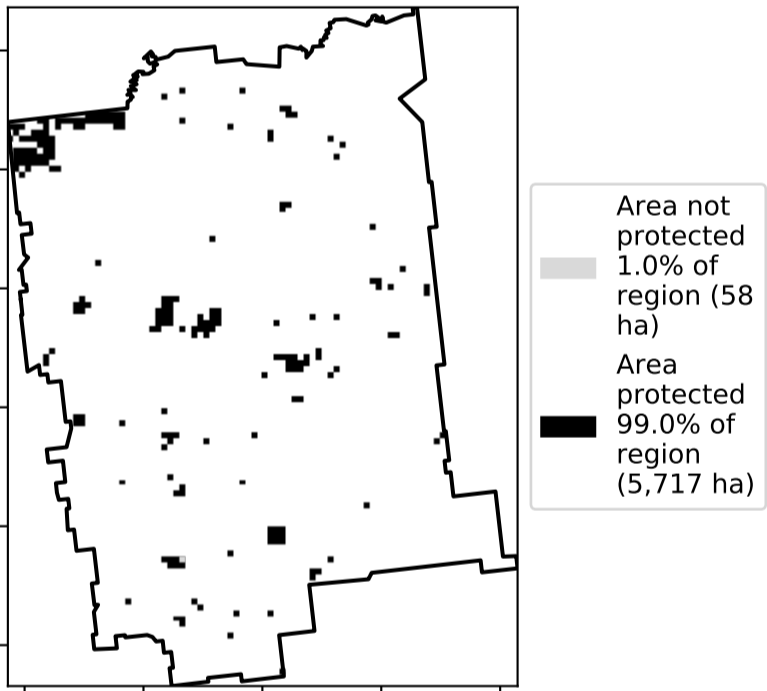 Area not
protected
1.0% of
region (58
ha)
Area
protected
99.0% of
region
(5,717 ha)